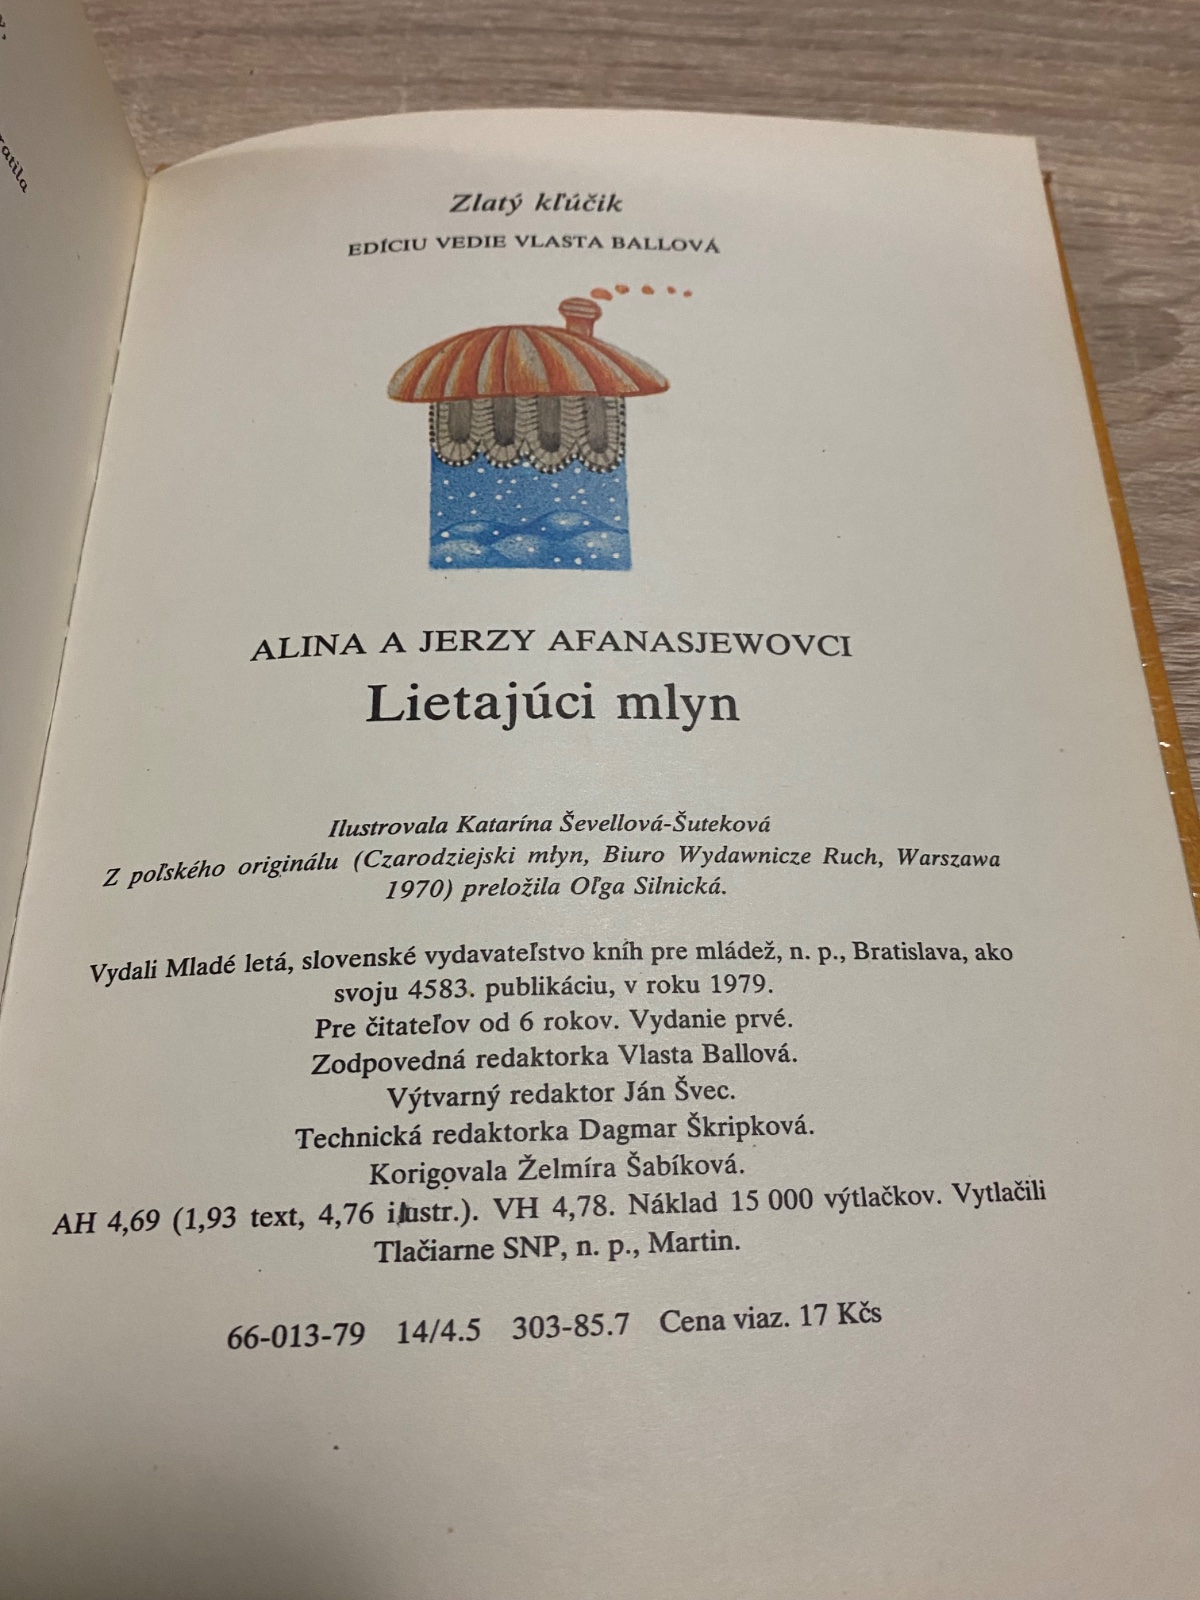 ratila
Zlatý kľúčik
EDÍCIU VEDIE VLASTA BALLOVÁ
ALINA A JERZY AFANASJEWOVCI
Lietajúci mlyn
Ilustrovala Katarína Ševellová-Šuteková
Z poľského originálu (Czarodziejski młyn, Biuro Wydawnicze Ruch, Warszawa
1970) preložila Oľga Silnická.
Vydali Mladé letá, slovenské vydavateľstvo kníh pre mládež, n. p., Bratislava, ako
svoju 4583. publikáciu, v roku 1979.
Pre čitateľov od 6 rokov. Vydanie prvé.
Zodpovedná redaktorka Vlasta Ballová.
Výtvarný redaktor Ján Švec.
Technická redaktorka Dagmar Škripková.
Korigovala Želmíra Šabíková.
AH 4,69 (1,93 text, 4,76 ilustr.). VH 4,78. Náklad 15 000 výtlačkov. Vytlačili
Tlačiarne SNP, n. p., Martin.
66-013-79 14/4.5 303-85.7 Cena viaz. 17 Kčs